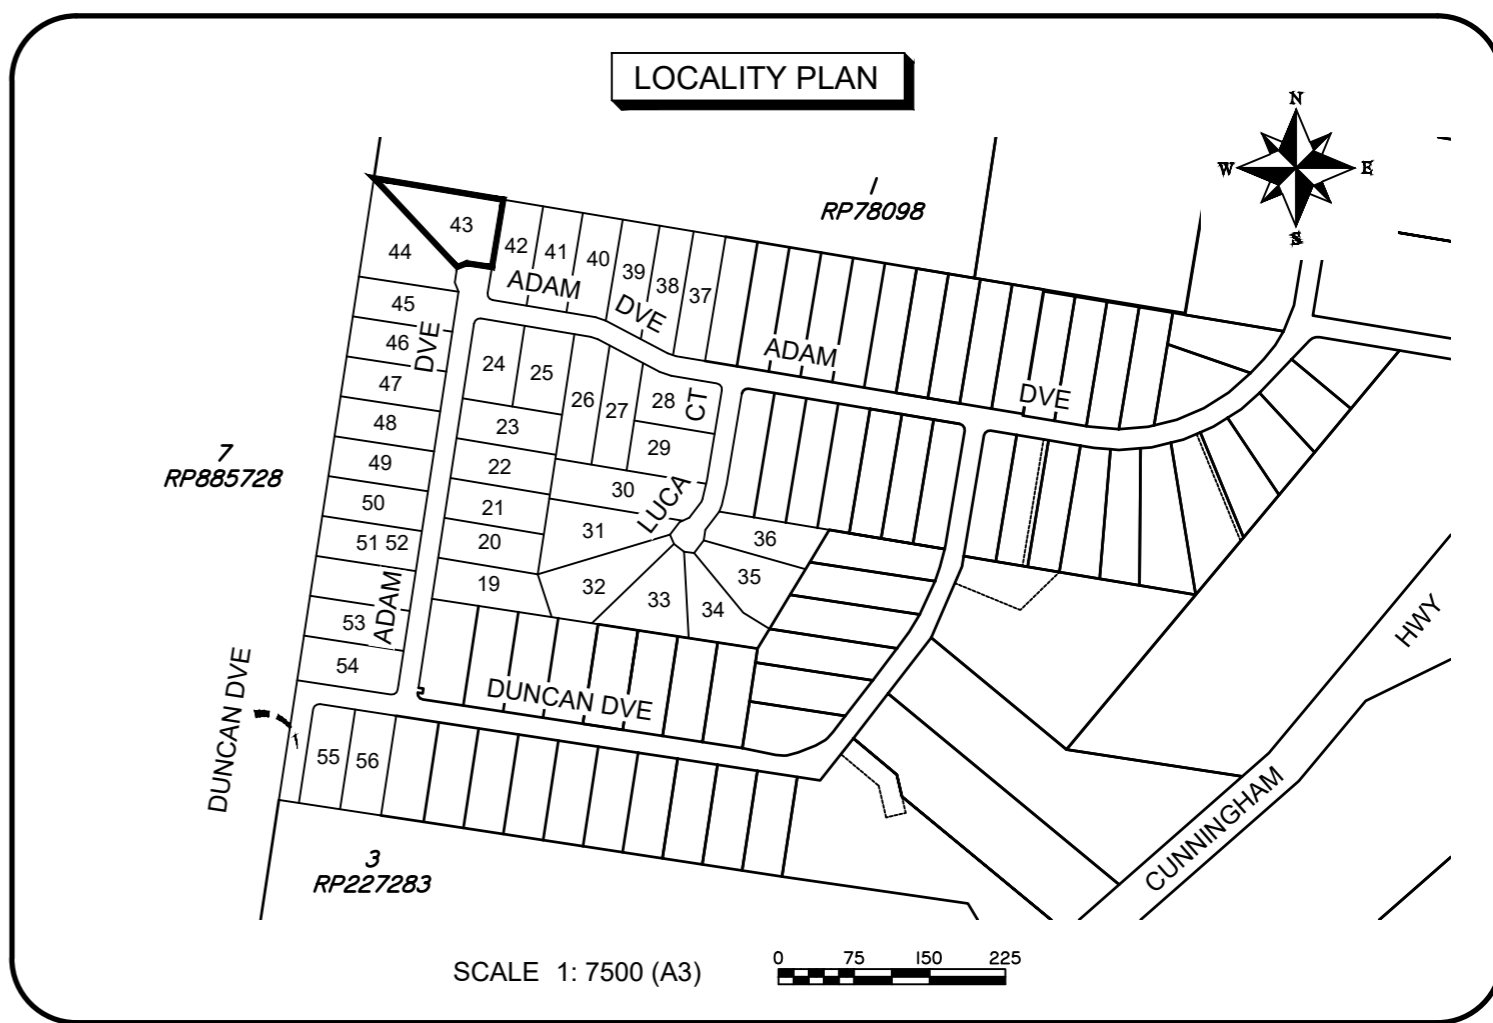 LOCALITY PLAN
N
W E
S
1
RP78098
43
44
42 41 40 39 38 37
ADAM DVE
ADAM DVE
45
46
47
48
49
50
51 52
53
54
DVE
ADAM
24 25 26 27 28
CT
LUCA
23
22
21
20
19
29
30
31
32
33
34
35
36
7
RP885728
DUNCAN DVE
DUNCAN DVE
55 56
3
RP227283
CUNNINGHAM HWY
SCALE 1: 7500 (A3)
0 75 150 225